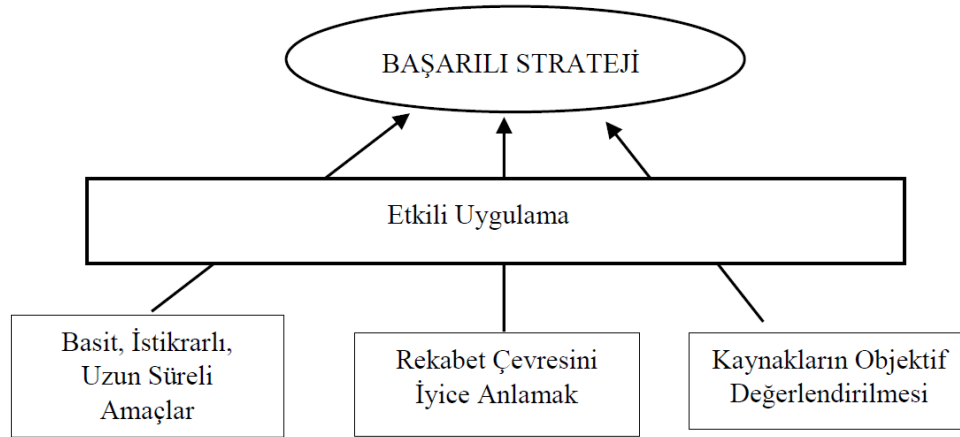 BAŞARILI STRATEJİ
Etkili Uygulama
Basit, İstikrarlı,
Uzun Süreli
Amaçlar
Rekabet Çevresini
İyice Anlamak
Kaynakların Objektif
Değerlendirilmesi